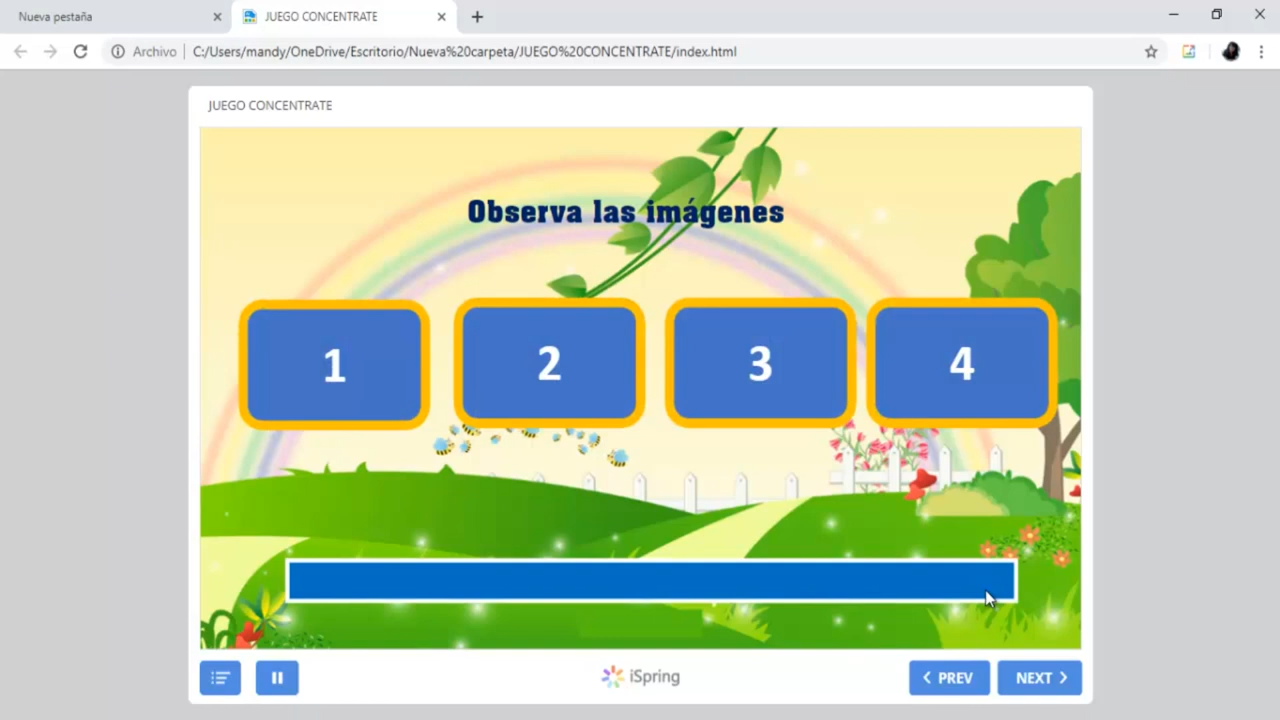 Nueva pestaña
JUEGO CONCENTRATE
Archivo
C:/Users/mandy/OneDrive/Escritorio/Nueva%20carpeta/JUEGO%20CONCENTRATE/index.html
JUEGO CONCENTRATE
Observa las imágenes
1 2 3 4
iSpring
PREV
NEXT